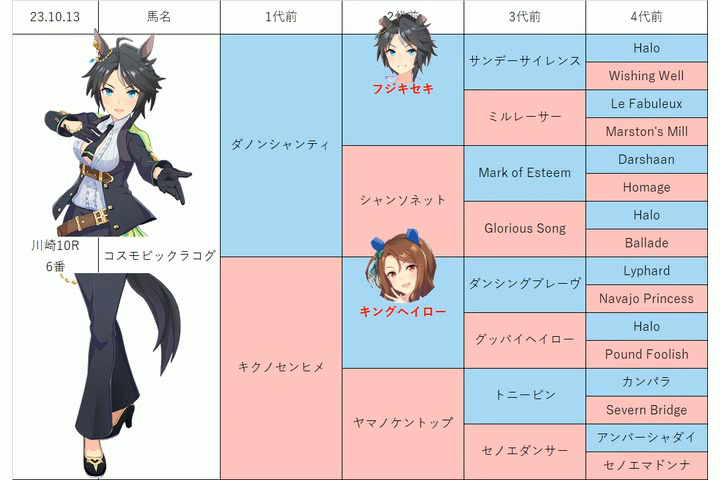 23.10.13 馬名 1代前 2代前 3代前 4代前
川崎10R
6番
コスモビックラコグ
ダノンシャンティ
キクノセンヒメ
フジキセキ
シャンソネット
キングヘイロー
ヤマノケントップ
サンデーサイレンス
ミルレーサー
Mark of Esteem
Glorious Song
ダンシングブレーヴ
グッバイヘイロー
トニービン
セノエダンサー
Halo
Wishing Well
Le Fabuleux
Marston's Mill
Darshaan
Homage
Halo
Ballade
Lyphard
Navajo Princess
Halo
Pound Foolish
カンパラ
Severn Bridge
アンバーシャダイ
セノエマドンナ